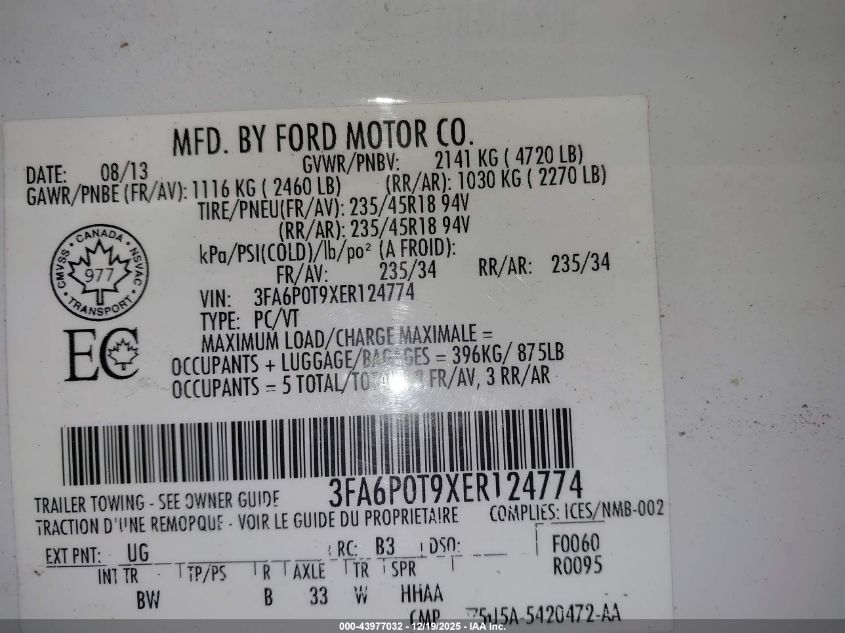 MFD. BY FORD MOTOR CO.
DATE: 08/13 GVWR/PNBV: 2141 KG ( 4720 LB)
GAWR/PNBE (FR/AV): 1116 KG ( 2460 LB) (RR/AR): 1030 KG ( 2270 LB)
TIRE/PNEU(FR/AV): 235/45R18 94V
(RR/AR): 235/45R18 94V
kPa/PSI(COLD)/lb/po² (A FROID):
FR/AV: 235/34 RR/AR: 235/34
CMVSS • CANADA • NSVAC • TRANSPORT •
977
VIN: 3FA6P0T9XER124774
TYPE: PC/VT
EC
MAXIMUM LOAD/CHARGE MAXIMALE =
OCCUPANTS + LUGGAGE/BAGAGES = 396KG/ 875LB
OCCUPANTS = 5 TOTAL/TOTAL, 2 FR/AV, 3 RR/AR
3FA6P0T9XER124774
TRAILER TOWING - SEE OWNER GUIDE
TRACTION D'UNE REMOPQUE - VOIR LE GUIDE DU PROPRIETAIRE COMPLIES: ICES/NMB-002
EXT PNT: UG RC: B3 DSO: F0060
INT TR TP/PS R AXLE TR SPR R0095
BW B 33 W HHAA
5U5A-5420472-AA
000-43977032 - 12/19/2025 - IAA Inc.